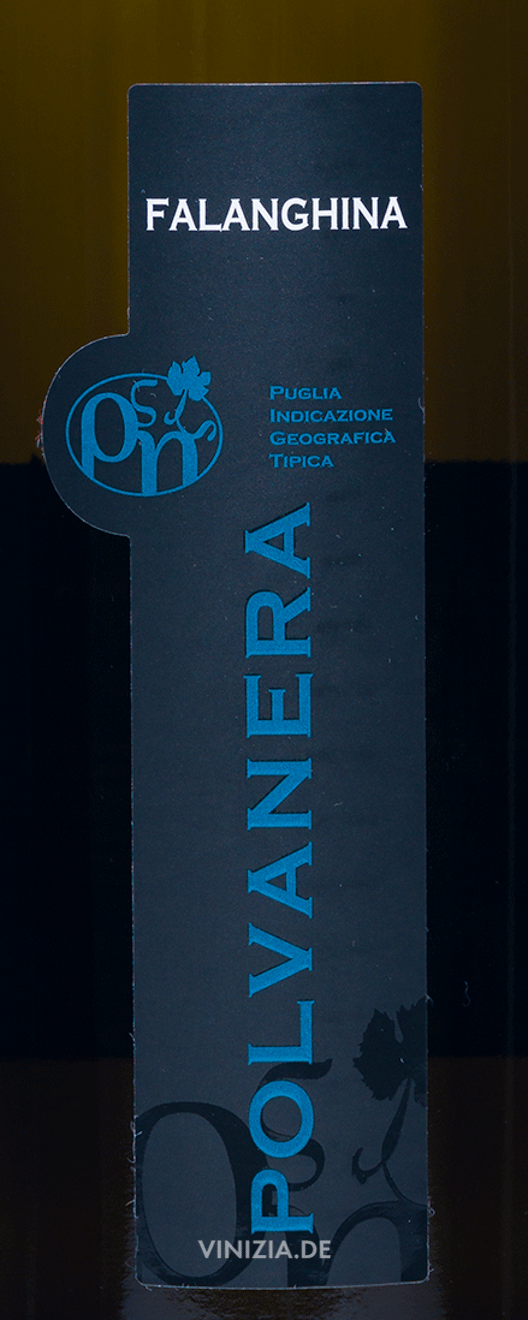 FALANGHINA
PUGLIA
INDICAZIONE
GEOGRAFICA
TIPICA
POLVANERA
VINIZIA.DE